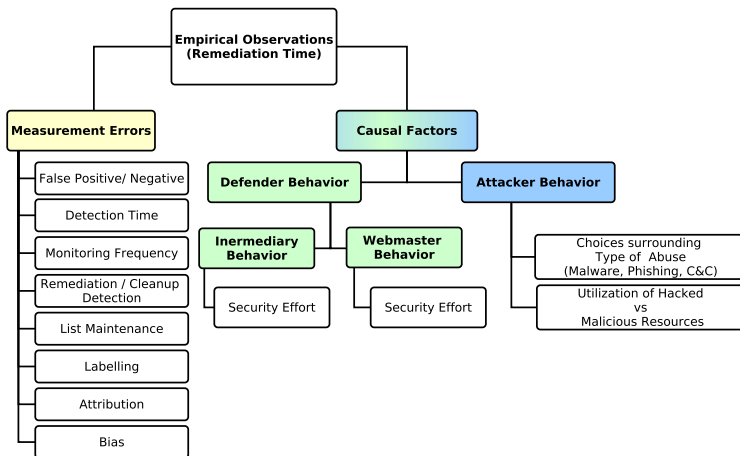 Empirical Observations
(Remediation Time)
Measurement Errors
Causal Factors
False Positive/ Negative
Detection Time
Monitoring Frequency
Remediation / Cleanup
Detection
List Maintenance
Labelling
Attribution
Bias
Defender Behavior
Attacker Behavior
Inermediary
Behavior
Webmaster
Behavior
Security Effort
Security Effort
Choices surrounding
Type of Abuse
(Malware, Phishing, C&C)
Utilization of Hacked
vs
Malicious Resources